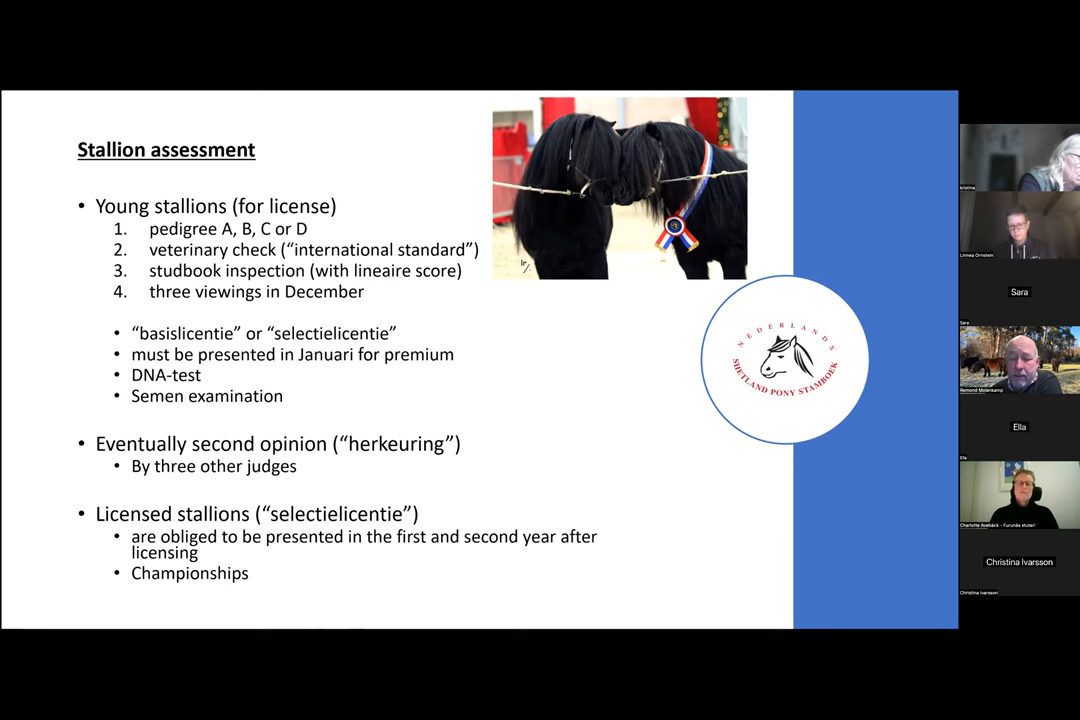 Stallion assessment
• Young stallions (for license)
1. pedigree A, B, C or D
2. veterinary check (“international standard”)
3. studbook inspection (with lineaire score)
4. three viewings in December
• “basislicentie” or “selectielicentie”
• must be presented in Januari for premium
• DNA-test
• Semen examination
• Eventually second opinion (“herkeuring”)
• By three other judges
• Licensed stallions (“selectielicentie”)
• are obliged to be presented in the first and second year after
licensing
• Championships
NEDERLANDS
SHETLAND PONY STAMBOEK
kristina
Linnea Ornstein
Sara
Sara
Remond Molenkamp
Ella
Ella
Charlotte Avebäck - Furunäs stuteri
Christina Ivarsson
Christina Ivarsson